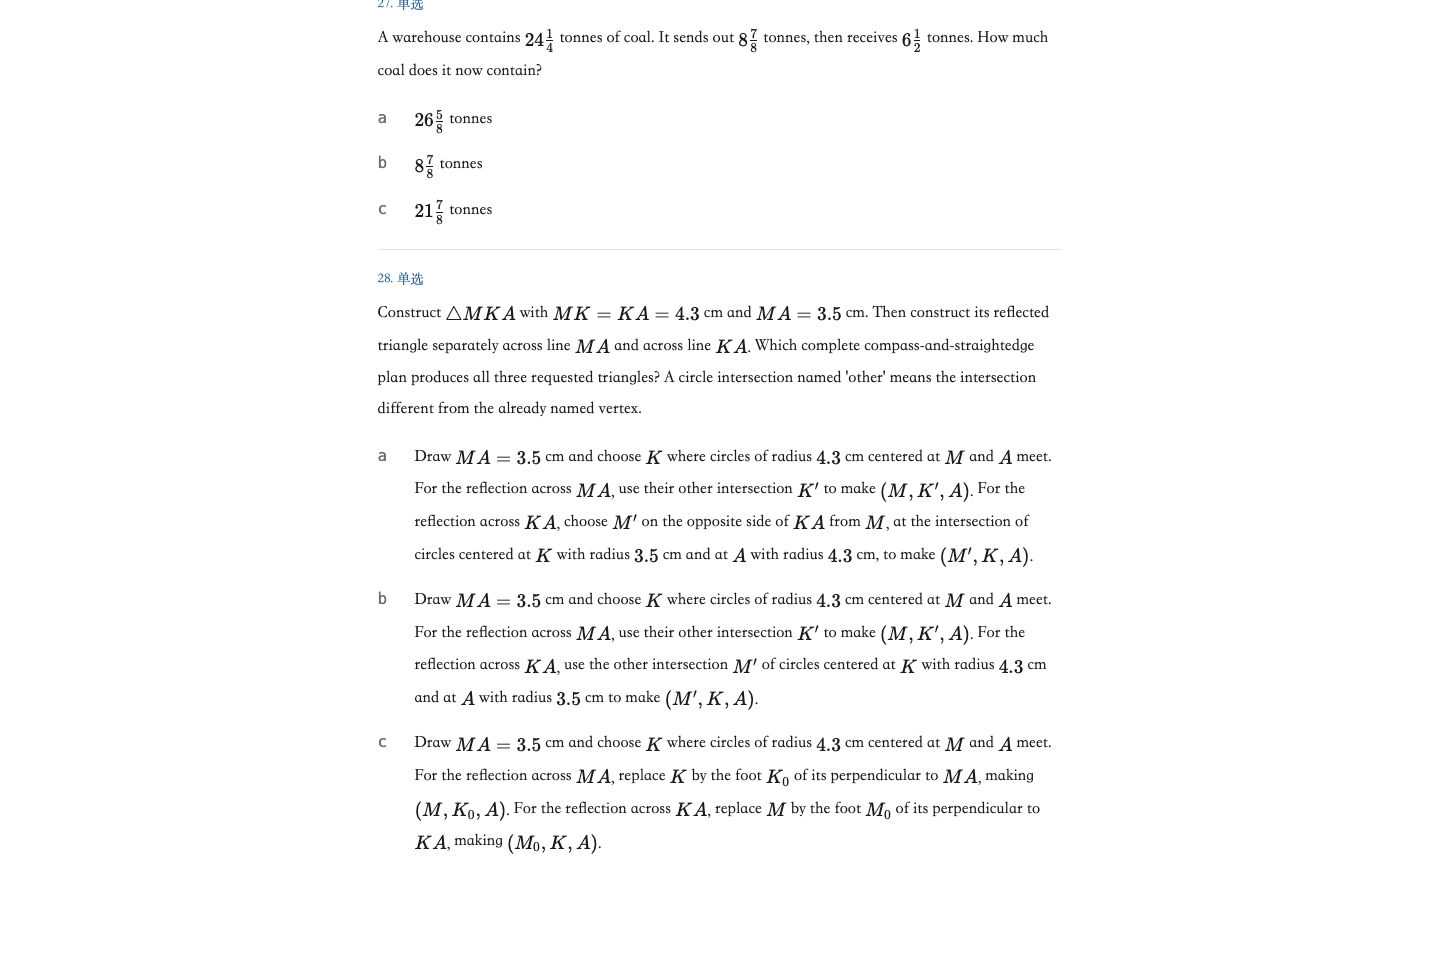 27. 单选
A warehouse contains 24 1/4 tonnes of coal. It sends out 8 7/8 tonnes, then receives 6 1/2 tonnes. How much
coal does it now contain?
a 26 5/8 tonnes
b 8 7/8 tonnes
c 21 7/8 tonnes
28. 单选
Construct △MKA with MK = KA = 4.3 cm and MA = 3.5 cm. Then construct its reflected
triangle separately across line MA and across line KA. Which complete compass-and-straightedge
plan produces all three requested triangles? A circle intersection named 'other' means the intersection
different from the already named vertex.
a Draw MA = 3.5 cm and choose K where circles of radius 4.3 cm centered at M and A meet.
For the reflection across MA, use their other intersection K′ to make (M, K′, A). For the
reflection across KA, choose M′ on the opposite side of KA from M, at the intersection of
circles centered at K with radius 3.5 cm and at A with radius 4.3 cm, to make (M′, K, A).
b Draw MA = 3.5 cm and choose K where circles of radius 4.3 cm centered at M and A meet.
For the reflection across MA, use their other intersection K′ to make (M, K′, A). For the
reflection across KA, use the other intersection M′ of circles centered at K with radius 4.3 cm
and at A with radius 3.5 cm to make (M′, K, A).
c Draw MA = 3.5 cm and choose K where circles of radius 4.3 cm centered at M and A meet.
For the reflection across MA, replace K by the foot K₀ of its perpendicular to MA, making
(M, K₀, A). For the reflection across KA, replace M by the foot M₀ of its perpendicular to
KA, making (M₀, K, A).